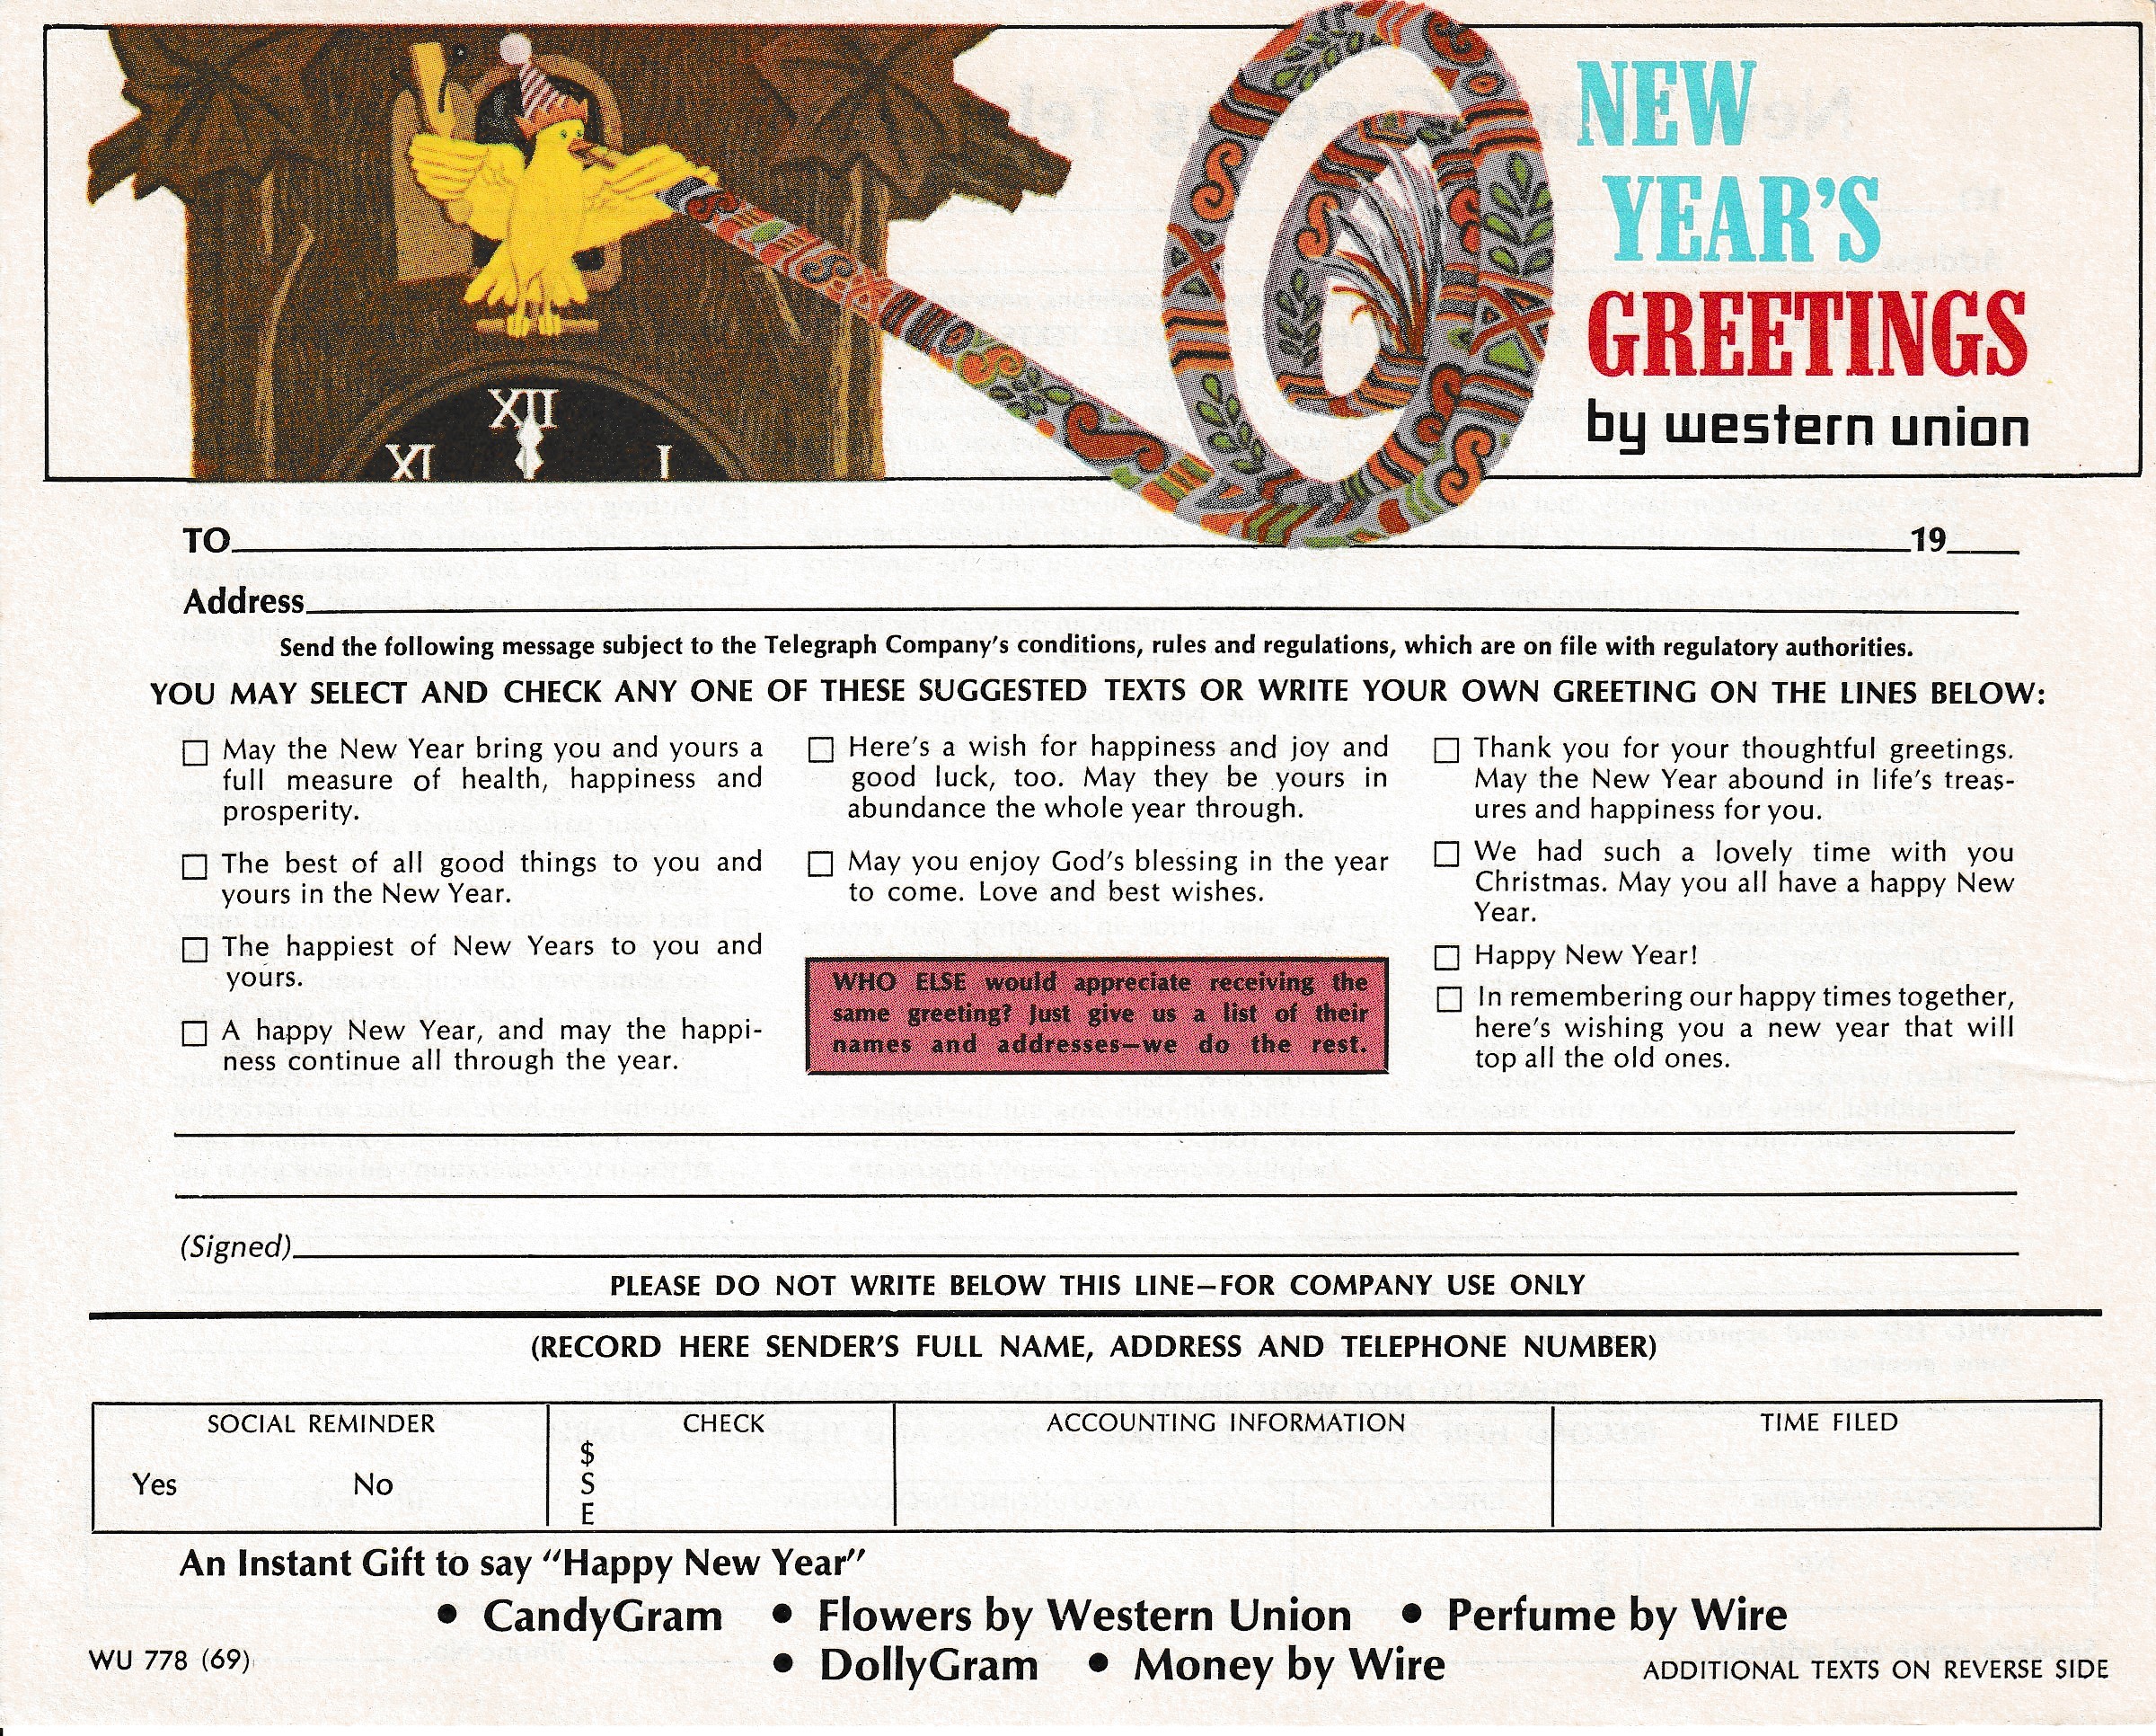 NEW
YEAR'S
GREETINGS
by western union
XII
XI
I
TO 19
Address
Send the following message subject to the Telegraph Company's conditions, rules and regulations, which are on file with regulatory authorities.
YOU MAY SELECT AND CHECK ANY ONE OF THESE SUGGESTED TEXTS OR WRITE YOUR OWN GREETING ON THE LINES BELOW:
May the New Year bring you and yours a
full measure of health, happiness and
prosperity.
The best of all good things to you and
yours in the New Year.
The happiest of New Years to you and
yours.
A happy New Year, and may the happi-
ness continue all through the year.
Here's a wish for happiness and joy and
good luck, too. May they be yours in
abundance the whole year through.
May you enjoy God's blessing in the year
to come. Love and best wishes.
WHO ELSE would appreciate receiving the
same greeting? Just give us a list of their
names and addresses—we do the rest.
Thank you for your thoughtful greetings.
May the New Year abound in life's treas-
ures and happiness for you.
We had such a lovely time with you
Christmas. May you all have a happy New
Year.
Happy New Year!
In remembering our happy times together,
here's wishing you a new year that will
top all the old ones.
(Signed)
PLEASE DO NOT WRITE BELOW THIS LINE—FOR COMPANY USE ONLY
(RECORD HERE SENDER'S FULL NAME, ADDRESS AND TELEPHONE NUMBER)
SOCIAL REMINDER
Yes No
CHECK
$
S
E
ACCOUNTING INFORMATION
TIME FILED
An Instant Gift to say "Happy New Year"
• CandyGram • Flowers by Western Union • Perfume by Wire
• DollyGram • Money by Wire
WU 778 (69)
ADDITIONAL TEXTS ON REVERSE SIDE